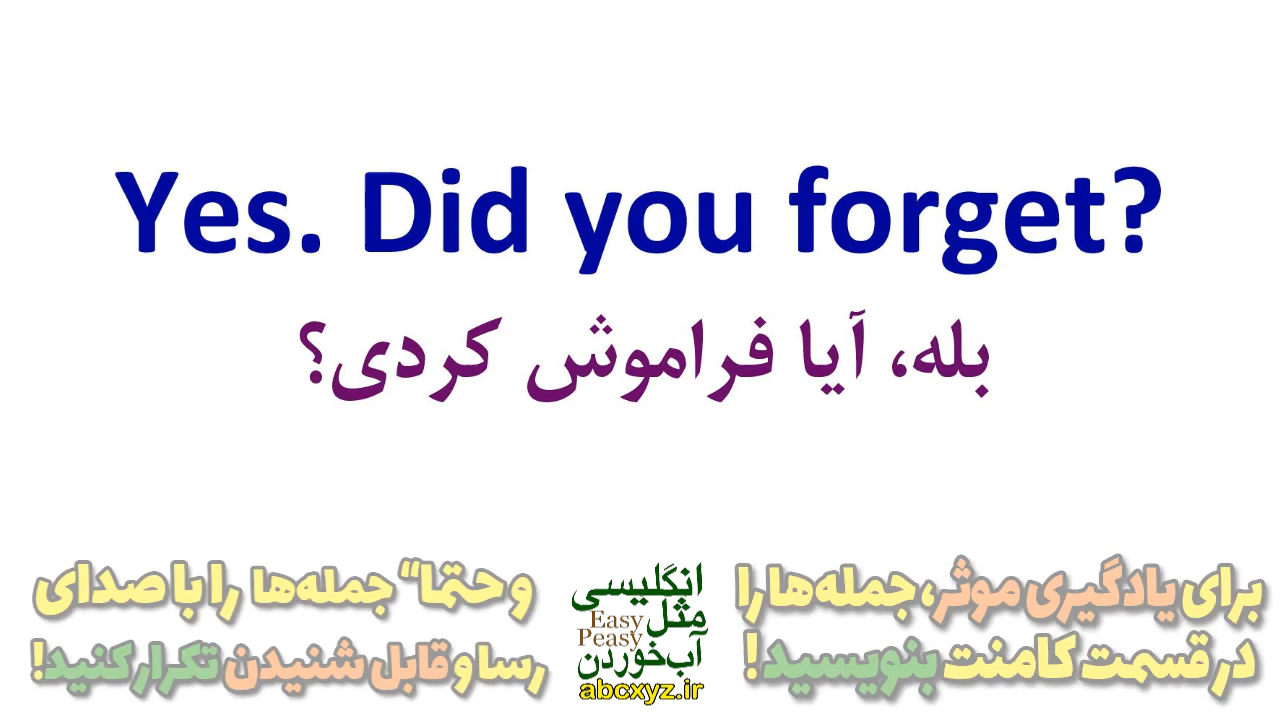 Yes. Did you forget?
بله، آیا فراموش کردی؟
برای یادگیری موثر، جمله‌ها را
در قسمت کامنت بنویسید!
انگلیسی
مثل
Easy
Peasy
آب خوردن
abcxyz.ir
و حتما“ جمله‌ها را با صدای
رسا و قابل شنیدن تکرار کنید!